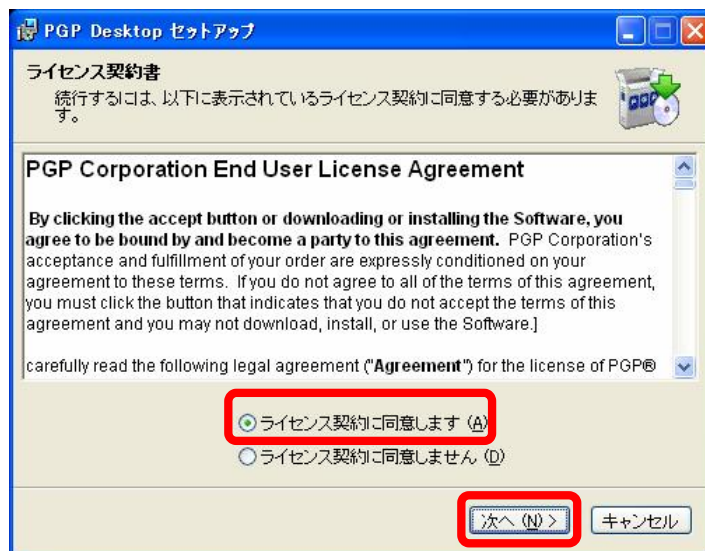 PGP Desktop セットアップ
ライセンス契約書
続行するには、以下に表示されているライセンス契約に同意する必要がありま
す。
PGP Corporation End User License Agreement
By clicking the accept button or downloading or installing the Software, you
agree to be bound by and become a party to this agreement. PGP Corporation's
acceptance and fulfillment of your order are expressly conditioned on your
agreement to these terms. If you do not agree to all of the terms of this agreement,
you must click the button that indicates that you do not accept the terms of this
agreement and you may not download, install, or use the Software.]
carefully read the following legal agreement ("Agreement") for the license of PGP®
ライセンス契約に同意します (A)
ライセンス契約に同意しません (D)
次へ (N) >
キャンセル